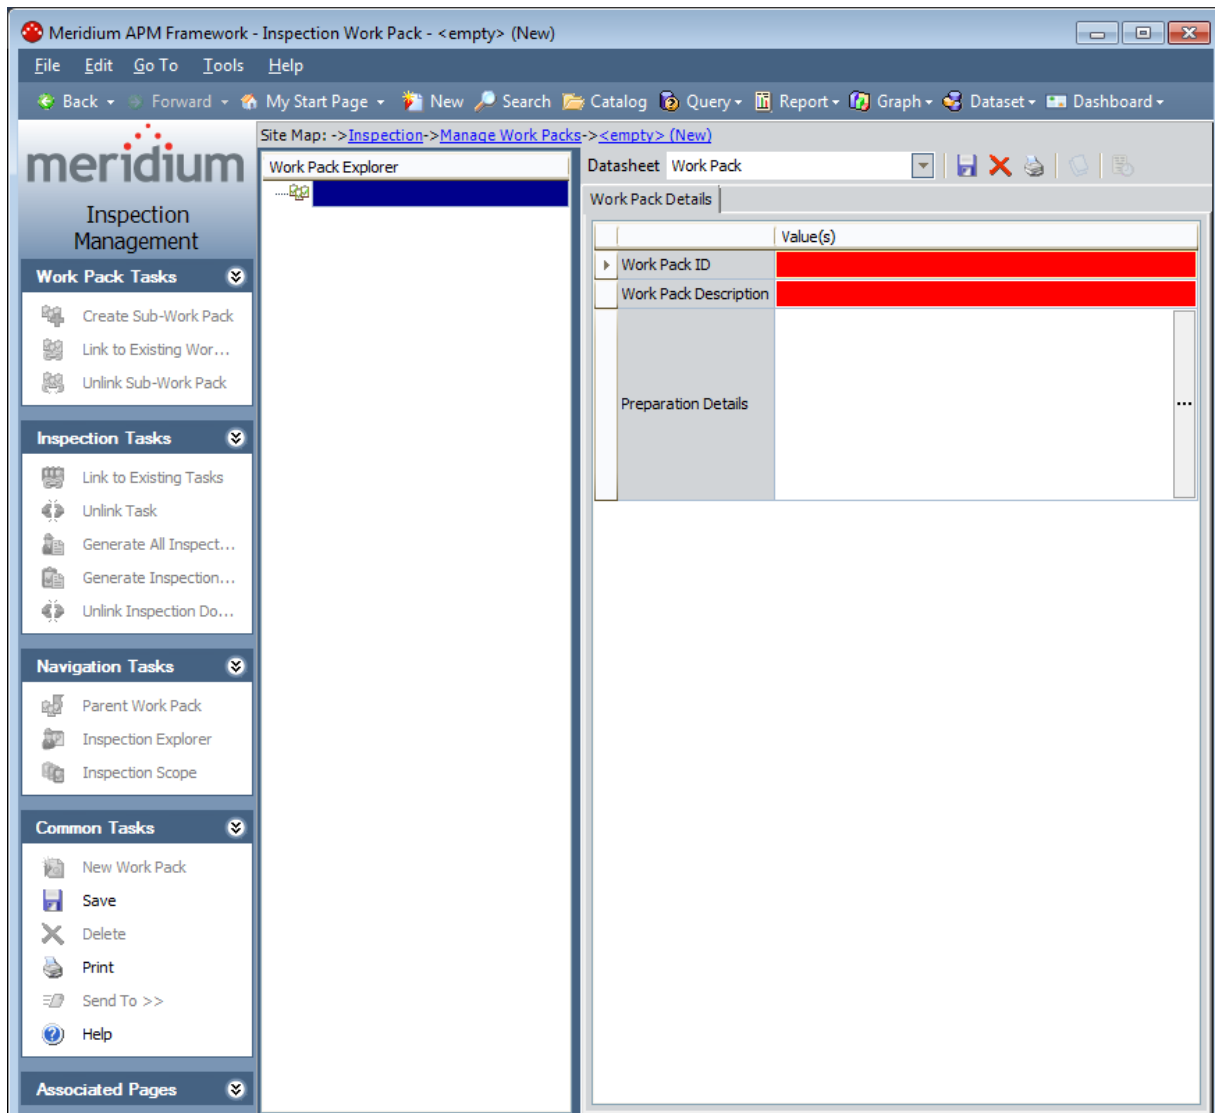 Meridium APM Framework - Inspection Work Pack - <empty> (New)
File Edit Go To Tools Help
Back Forward My Start Page New Search Catalog Query Report Graph Dataset Dashboard
meridium
Inspection
Management
Site Map: ->Inspection->Manage Work Packs-><empty> (New)
Work Pack Explorer
Datasheet Work Pack
Work Pack Details
Value(s)
Work Pack ID
Work Pack Description
Preparation Details
...
Work Pack Tasks
Create Sub-Work Pack
Link to Existing Wor...
Unlink Sub-Work Pack
Inspection Tasks
Link to Existing Tasks
Unlink Task
Generate All Inspect...
Generate Inspection...
Unlink Inspection Do...
Navigation Tasks
Parent Work Pack
Inspection Explorer
Inspection Scope
Common Tasks
New Work Pack
Save
Delete
Print
Send To >>
Help
Associated Pages